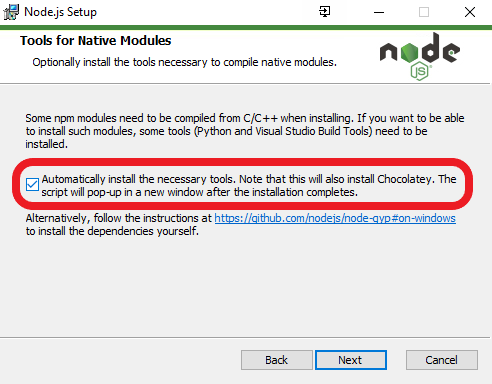 Node.js Setup
Tools for Native Modules
Optionally install the tools necessary to compile native modules.
node
JS
Some npm modules need to be compiled from C/C++ when installing. If you want to be able
to install such modules, some tools (Python and Visual Studio Build Tools) need to be
installed.
Automatically install the necessary tools. Note that this will also install Chocolatey. The
script will pop-up in a new window after the installation completes.
Alternatively, follow the instructions at https://github.com/nodejs/node-gyp#on-windows
to install the dependencies yourself.
Back Next Cancel